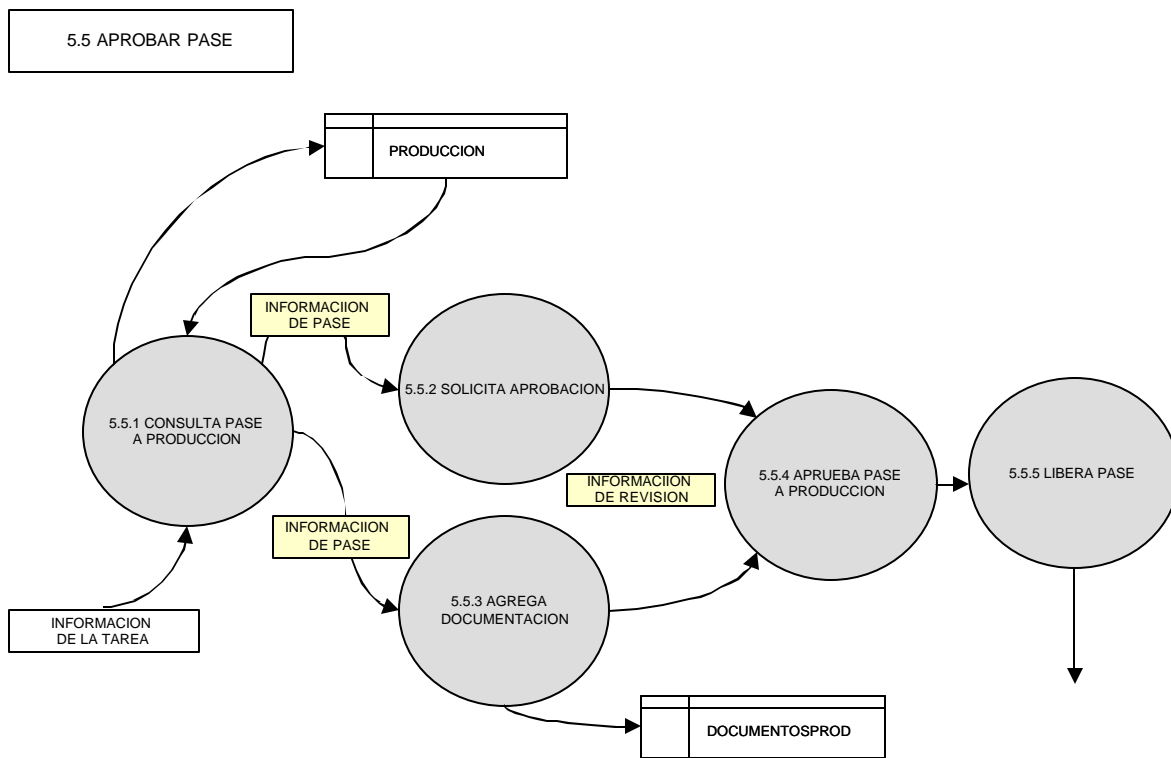 5.5 APROBAR PASE
PRODUCCION
INFORMACIION
DE PASE
5.5.2 SOLICITA APROBACION
5.5.1 CONSULTA PASE
A PRODUCCION
INFORMACIION
DE REVISION
5.5.4 APRUEBA PASE
A PRODUCCION
5.5.5 LIBERA PASE
INFORMACIION
DE PASE
5.5.3 AGREGA
DOCUMENTACION
INFORMACION
DE LA TAREA
DOCUMENTOSPROD